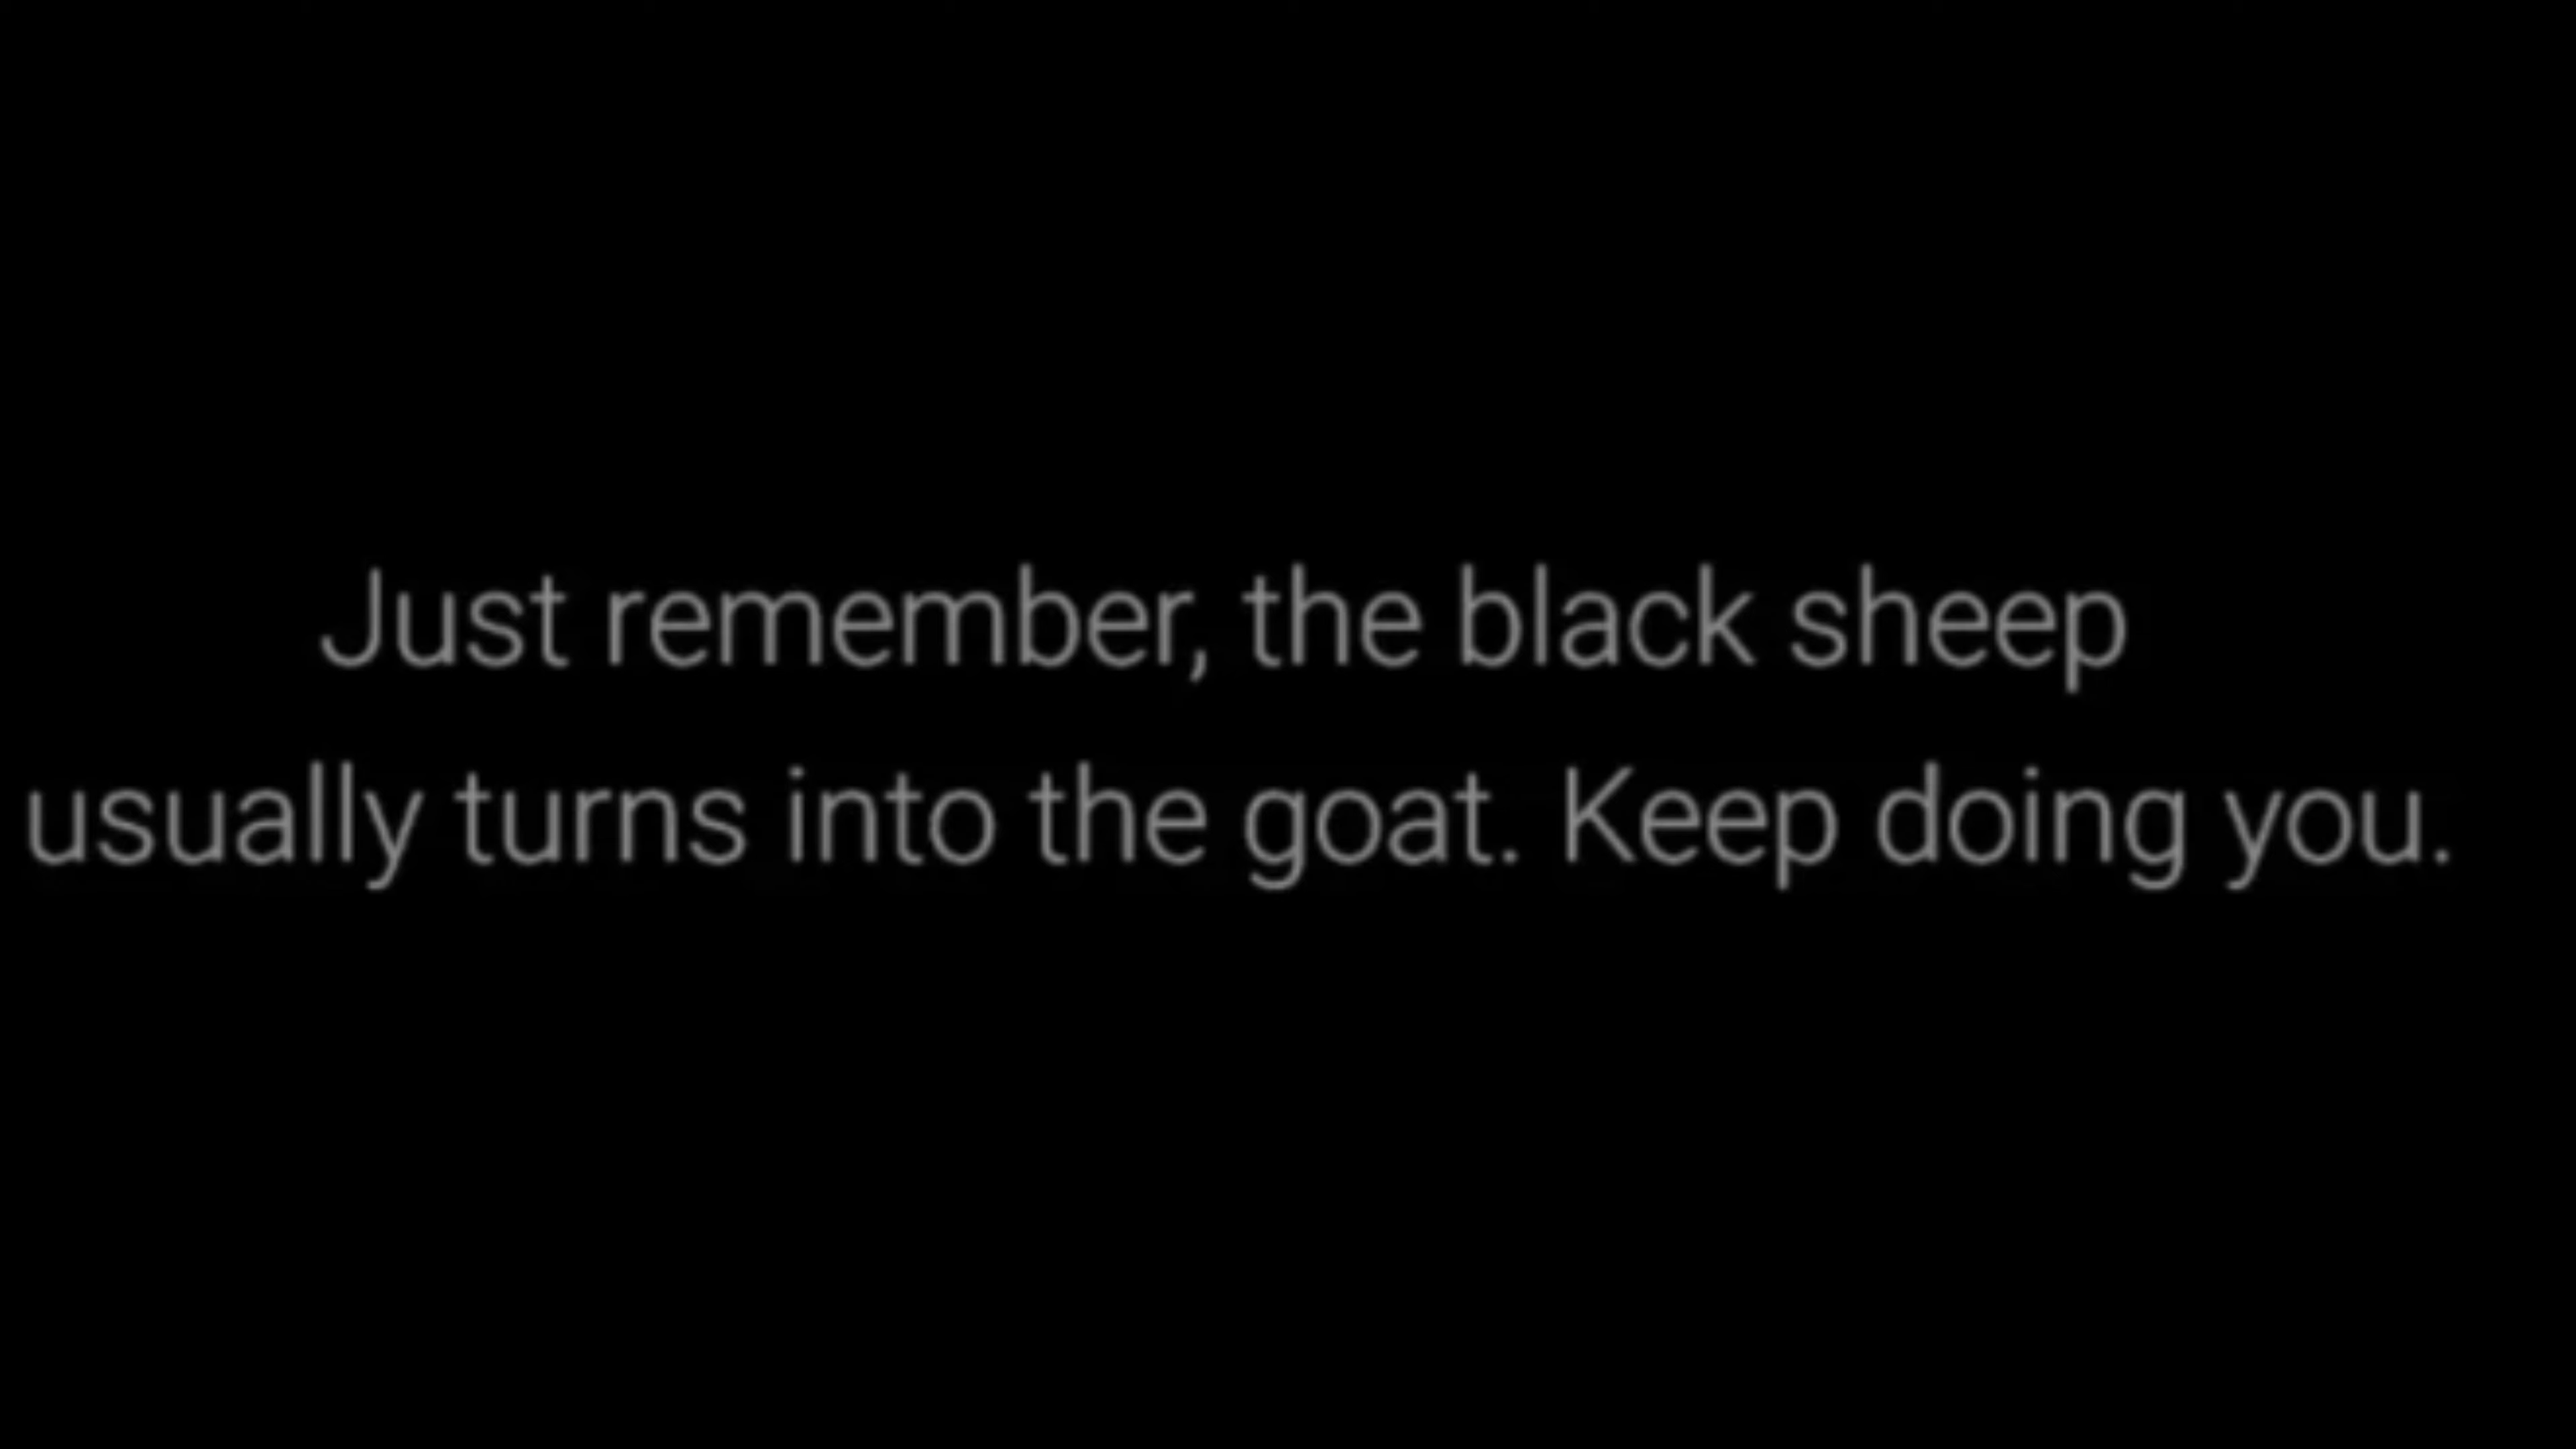 Just remember, the black sheep
usually turns into the goat. Keep doing you.